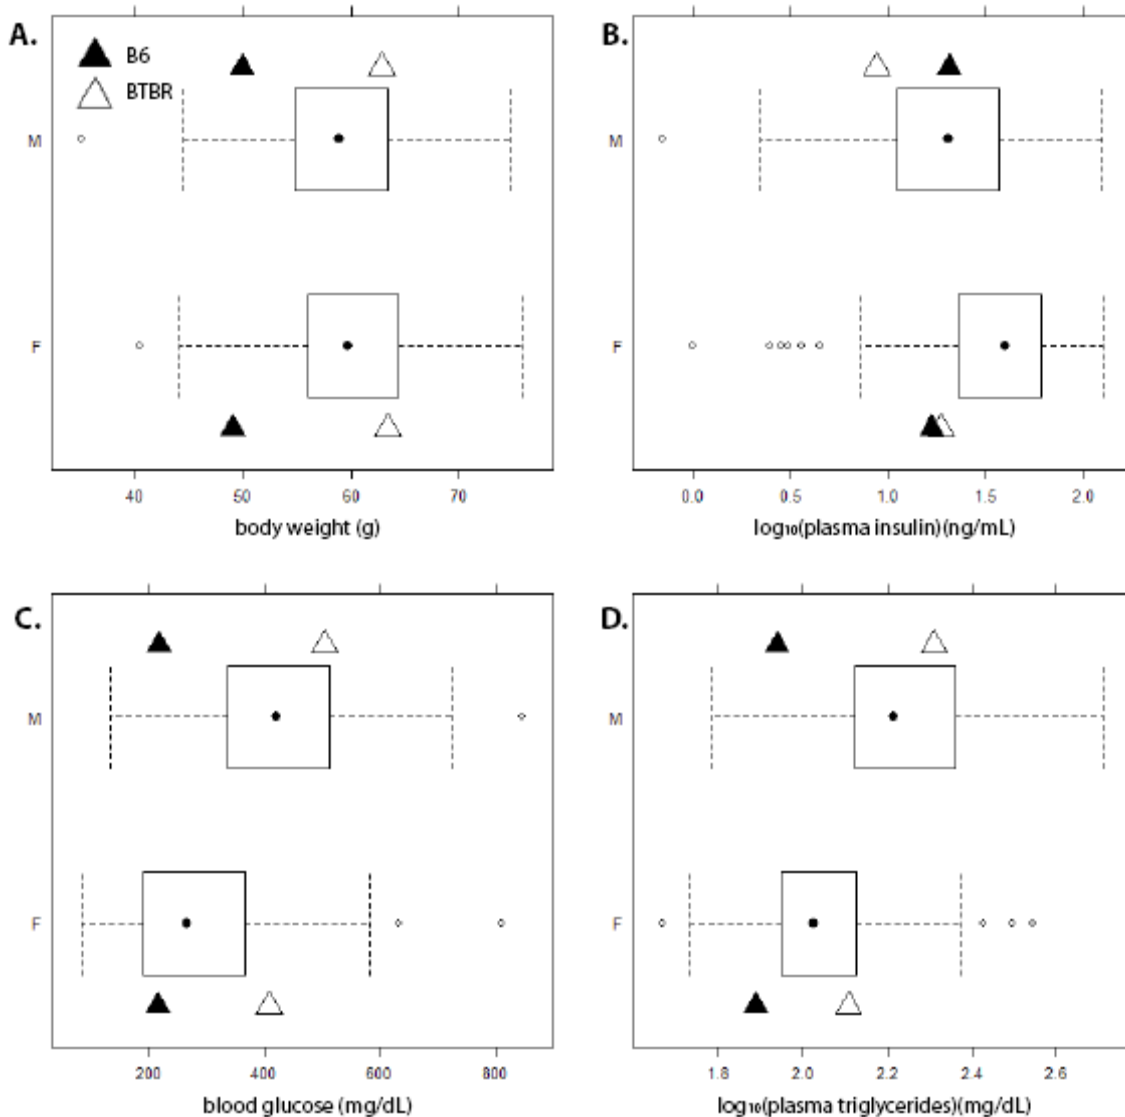 A.
B6
BTBR
M
F
40 50 60 70
body weight (g)
B.
M
F
0.0 0.5 1.0 1.5 2.0
log₁₀(plasma insulin)(ng/mL)
C.
M
F
200 400 600 800
blood glucose (mg/dL)
D.
M
F
1.8 2.0 2.2 2.4 2.6
log₁₀(plasma triglycerides)(mg/dL)